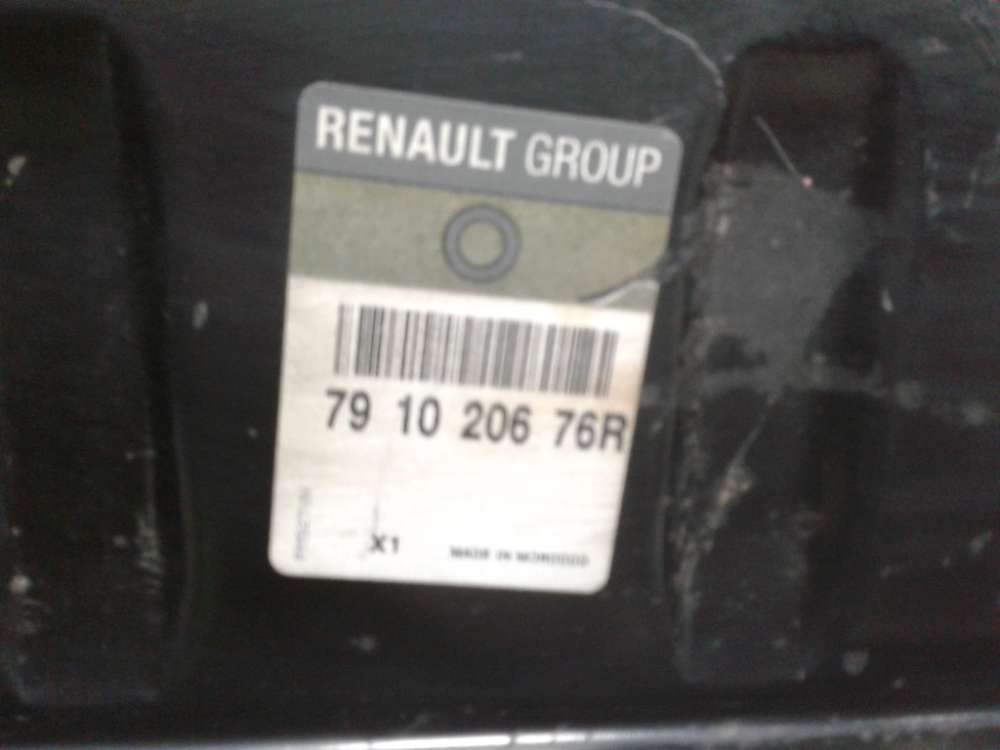 RENAULT GROUP
79 10 206 76R
X1
MADE IN MOROCCO